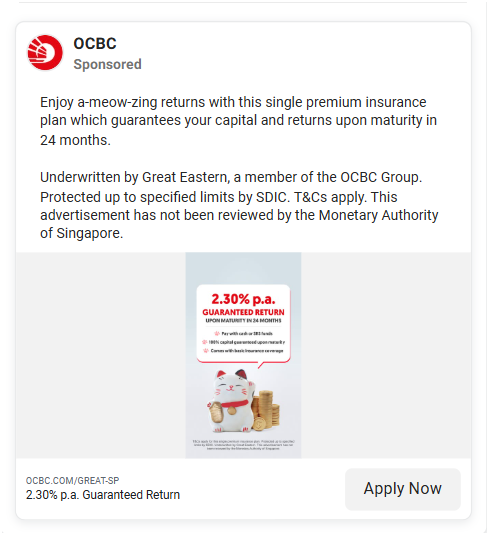 OCBC
Sponsored
Enjoy a-meow-zing returns with this single premium insurance
plan which guarantees your capital and returns upon maturity in
24 months.
Underwritten by Great Eastern, a member of the OCBC Group.
Protected up to specified limits by SDIC. T&Cs apply. This
advertisement has not been reviewed by the Monetary Authority
of Singapore.
2.30% p.a.
GUARANTEED RETURN
UPON MATURITY IN 24 MONTHS
Pay with cash or SRS funds
100% capital guaranteed upon maturity
Comes with basic insurance coverage
OCBC.COM/GREAT-SP
2.30% p.a. Guaranteed Return
Apply Now